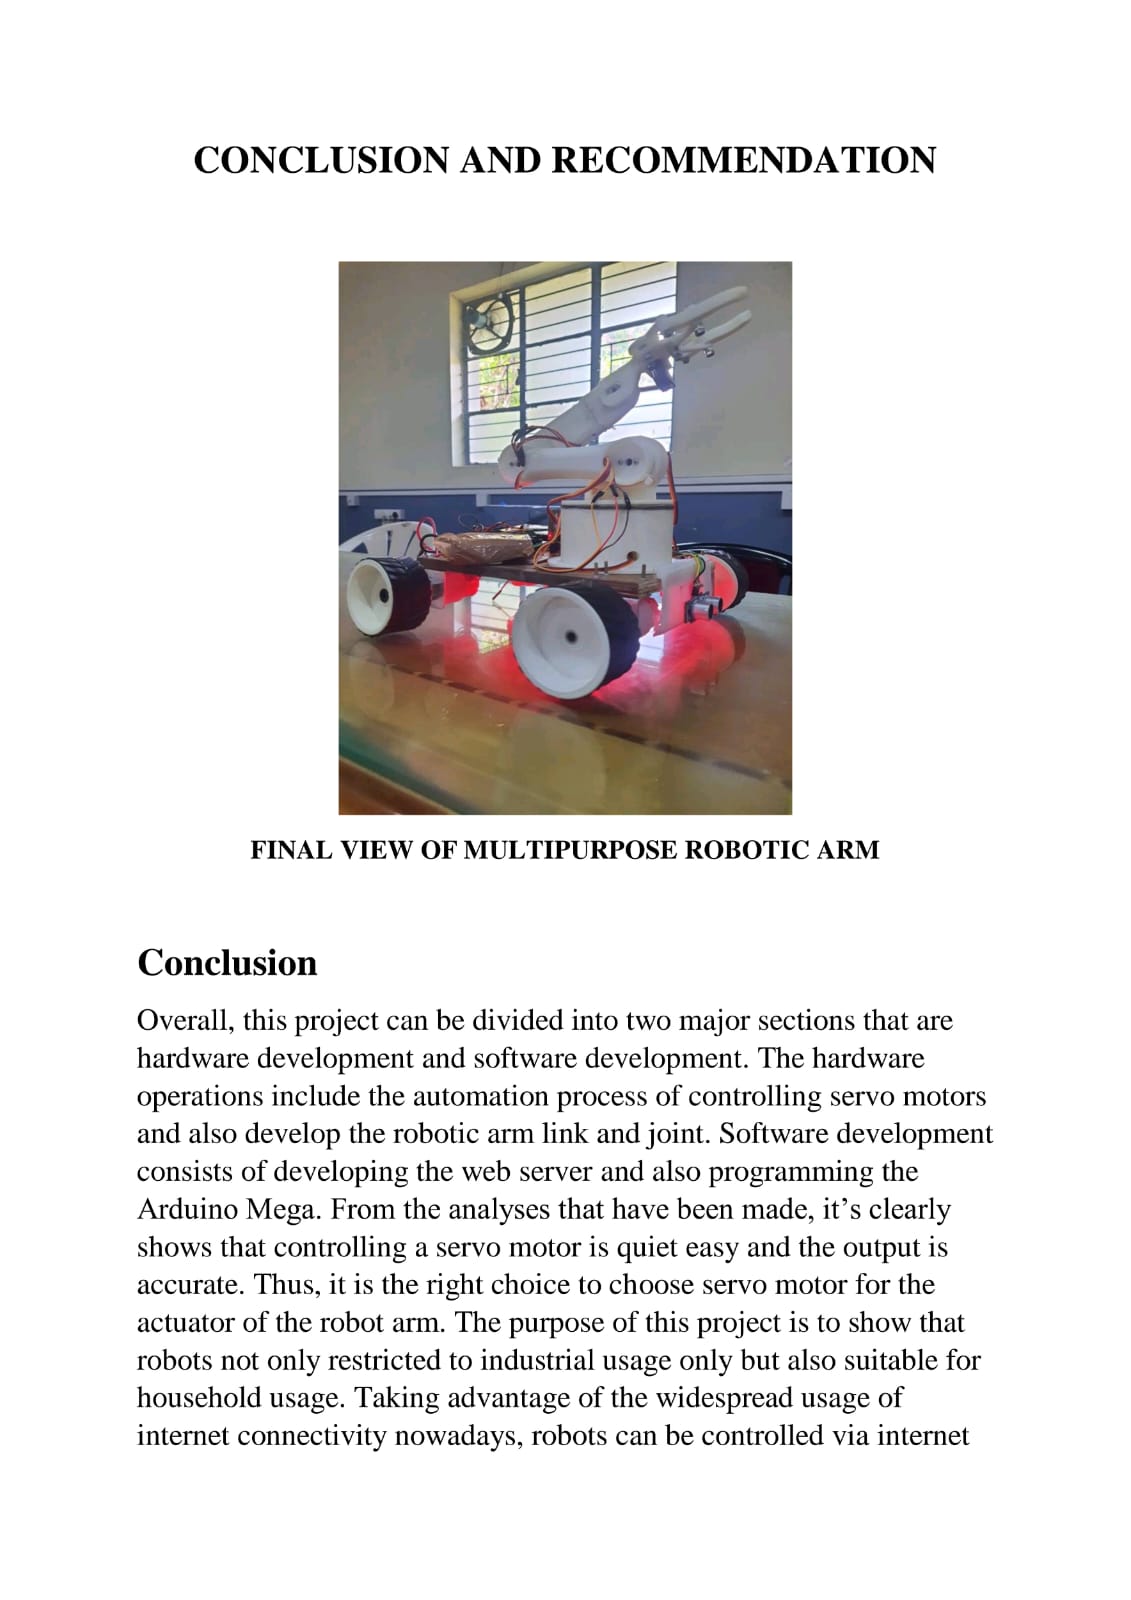 CONCLUSION AND RECOMMENDATION
FINAL VIEW OF MULTIPURPOSE ROBOTIC ARM
Conclusion
Overall, this project can be divided into two major sections that are
hardware development and software development. The hardware
operations include the automation process of controlling servo motors
and also develop the robotic arm link and joint. Software development
consists of developing the web server and also programming the
Arduino Mega. From the analyses that have been made, it’s clearly
shows that controlling a servo motor is quiet easy and the output is
accurate. Thus, it is the right choice to choose servo motor for the
actuator of the robot arm. The purpose of this project is to show that
robots not only restricted to industrial usage only but also suitable for
household usage. Taking advantage of the widespread usage of
internet connectivity nowadays, robots can be controlled via internet